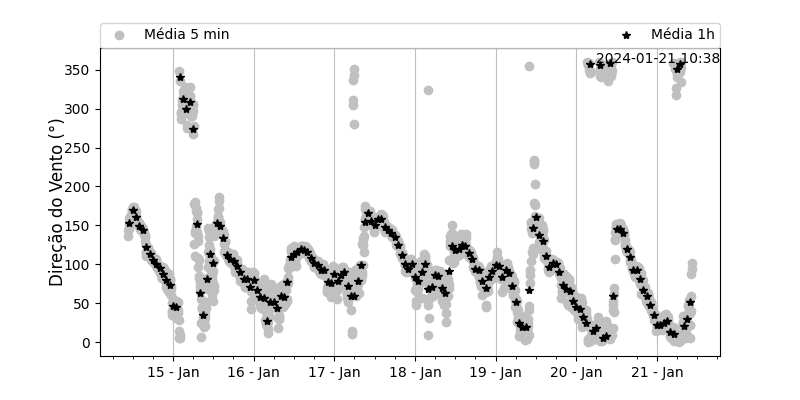 Média 5 min
Média 1h
2024-01-21 10:38
Direção do Vento (°)
350
300
250
200
150
100
50
0
15 - Jan
16 - Jan
17 - Jan
18 - Jan
19 - Jan
20 - Jan
21 - Jan